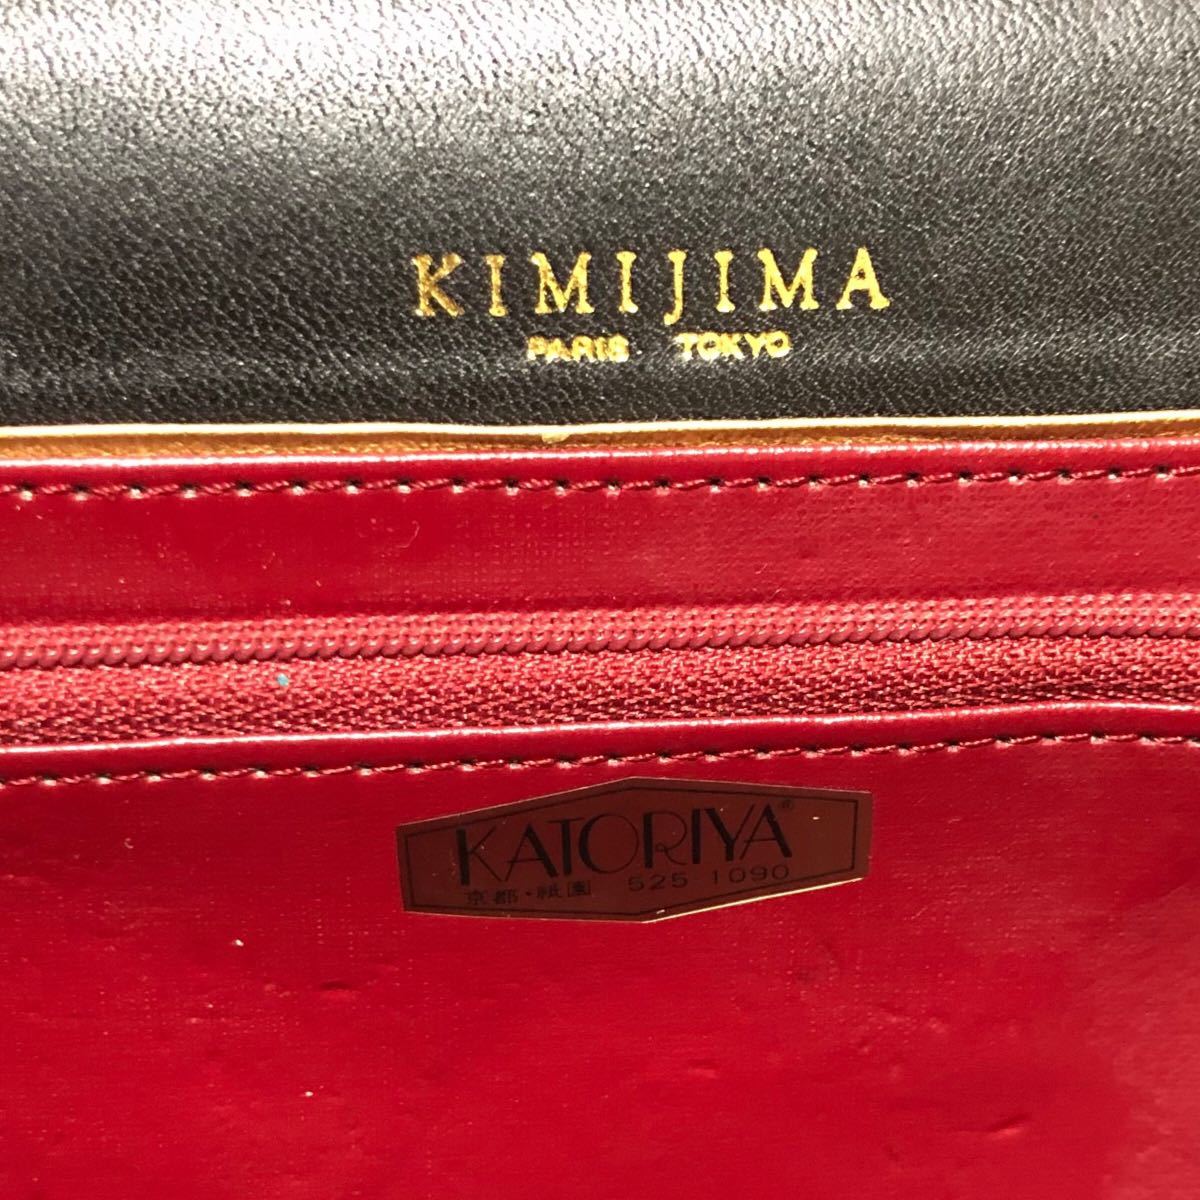 KIMIJIMA
PARIS TOKYO
KATORIYA®
京都・祇園 525-1090